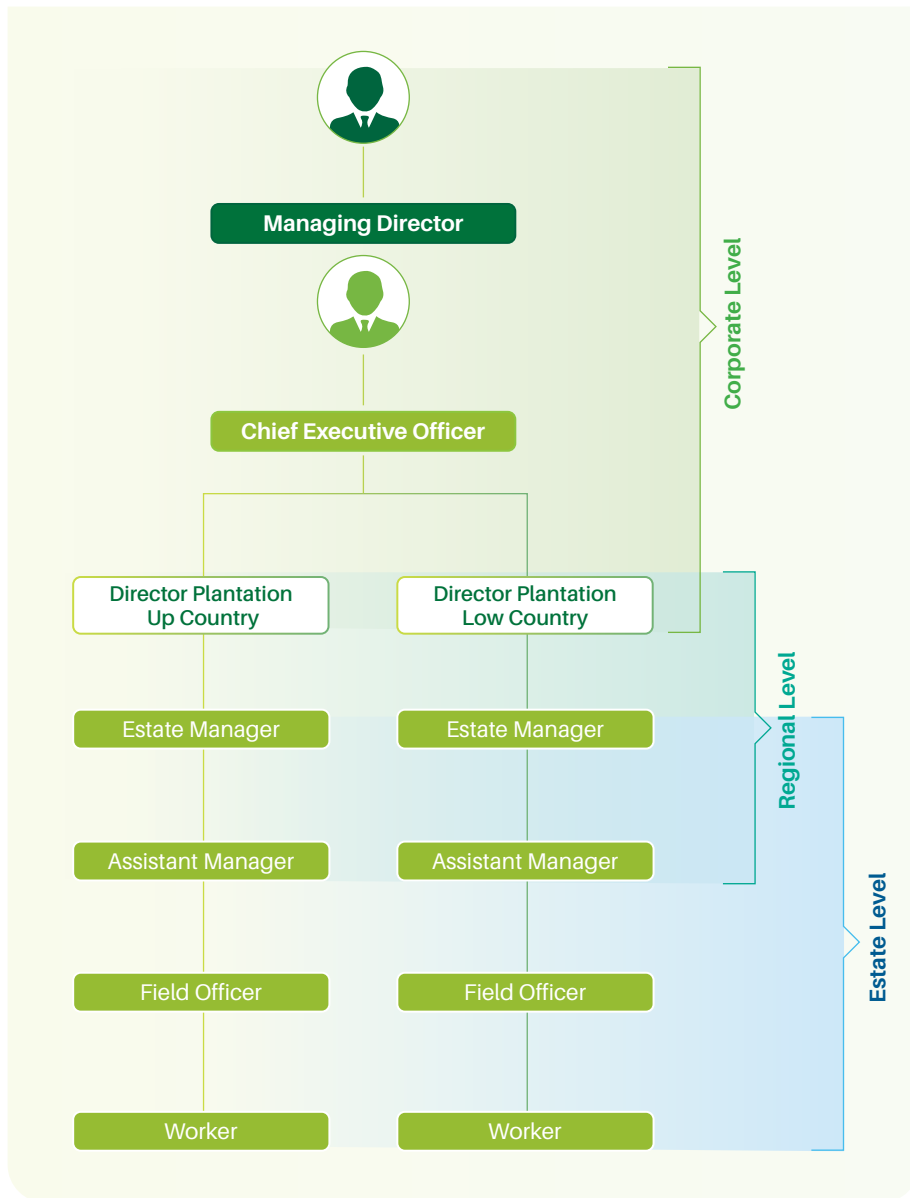 Managing Director
Chief Executive Officer
Corporate Level
Director Plantation
Up Country
Director Plantation
Low Country
Regional Level
Estate Manager
Estate Manager
Assistant Manager
Assistant Manager
Estate Level
Field Officer
Field Officer
Worker
Worker